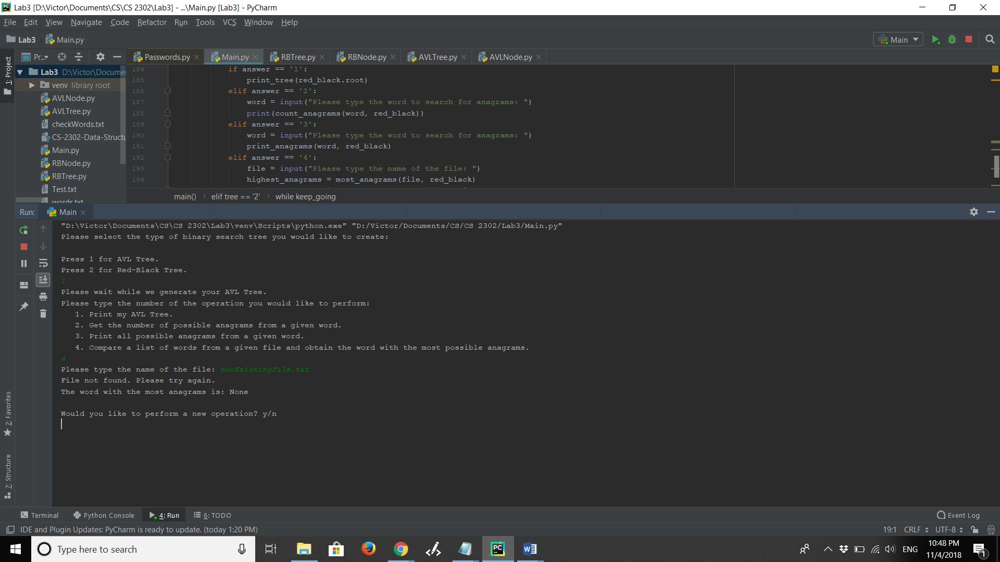 Lab3 [D:\Victor\Documents\CS\CS 2302\Lab3] - ...\Main.py [Lab3] - PyCharm
File Edit View Navigate Code Refactor Run Tools VCS Window Help
Lab3 Main.py Main
1: Project
Pr... Passwords.py Main.py RBTree.py RBNode.py AVLTree.py AVLNode.py
Lab3 D:\Victor\Docume
venv library root
AVLNode.py
AVLTree.py
checkWords.txt
CS-2302-Data-Structu
Main.py
RBNode.py
RBTree.py
Test.txt
words.txt
184 if answer == '1':
185 print_tree(red_black.root)
186 elif answer == '2':
187 word = input("Please type the word to search for anagrams: ")
188 print(count_anagrams(word, red_black))
189 elif answer == '3':
190 word = input("Please type the word to search for anagrams: ")
191 print_anagrams(word, red_black)
192 elif answer == '4':
193 file = input("Please type the name of the file: ")
194 highest_anagrams = most_anagrams(file, red_black)
main() elif tree == '2' while keep_going
Run: Main
"D:\Victor\Documents\CS\CS 2302\Lab3\venv\Scripts\python.exe" "D:/Victor/Documents/CS/CS 2302/Lab3/Main.py"
Please select the type of binary search tree you would like to create:
Press 1 for AVL Tree.
Press 2 for Red-Black Tree.
1
Please wait while we generate your AVL Tree.
Please type the number of the operation you would like to perform:
1. Print my AVL Tree.
2. Get the number of possible anagrams from a given word.
3. Print all possible anagrams from a given word.
4. Compare a list of words from a given file and obtain the word with the most possible anagrams.
4
Please type the name of the file: nonExistingFile.txt
File not found. Please try again.
The word with the most anagrams is: None
Would you like to perform a new operation? y/n
2: Favorites
7: Structure
Terminal Python Console 4: Run 6: TODO Event Log
IDE and Plugin Updates: PyCharm is ready to update. (today 1:20 PM) 19:1 CRLF UTF-8
Type here to search
PC
ENG
10:48 PM
11/4/2018
1